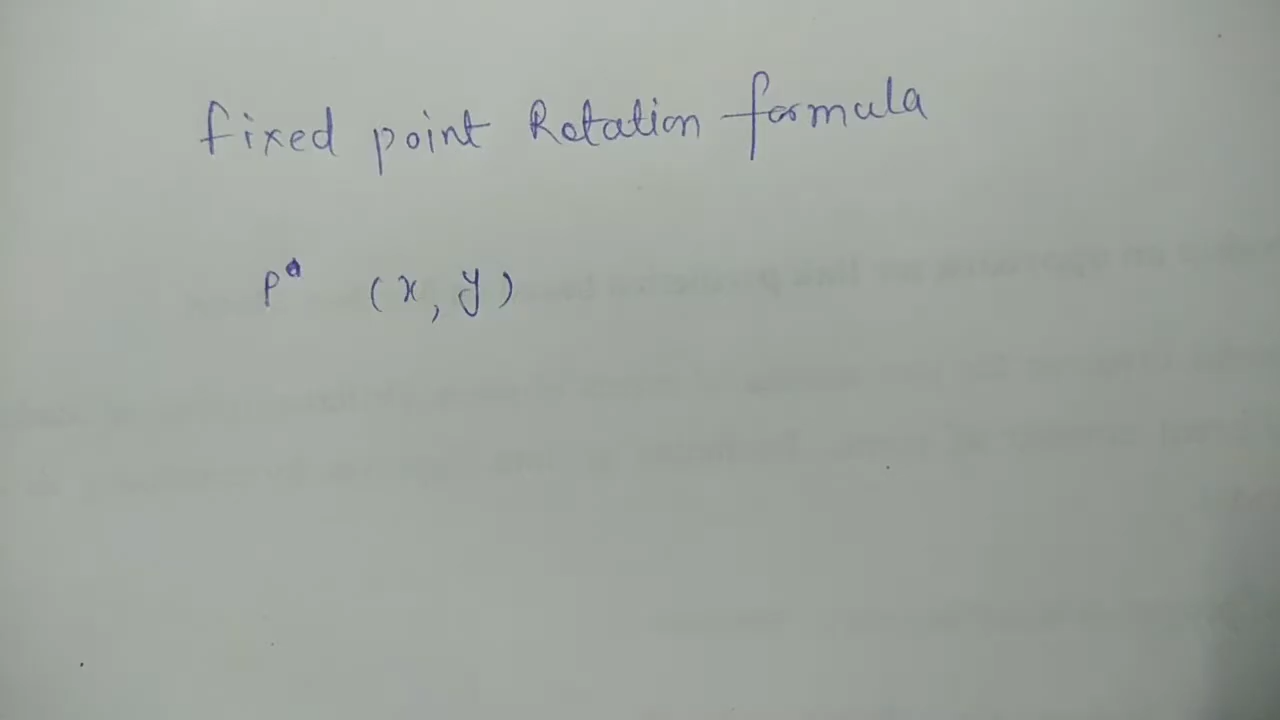 fixed point Rotation formula
P (x, y)